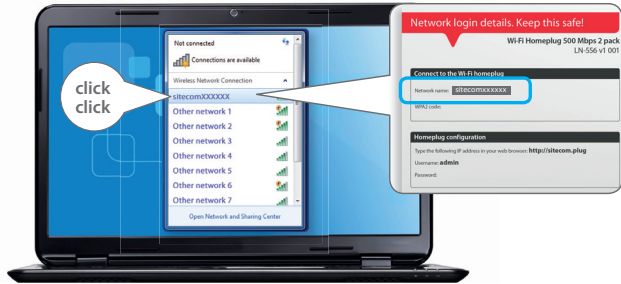 Not connected
Connections are available
Wireless Network Connection
sitecomXXXXXX
Other network 1
Other network 2
Other network 3
Other network 4
Other network 5
Other network 6
Other network 7
Open Network and Sharing Center
click
click
Network login details. Keep this safe!
Wi-Fi Homeplug 500 Mbps 2 pack
LN-556 v1 001
Connect to the Wi-Fi homeplug
Network name: sitecomxxxxxx
WPA2 code:
Homeplug configuration
Type the following IP address in your web browser: http://sitecom.plug
Username: admin
Password: